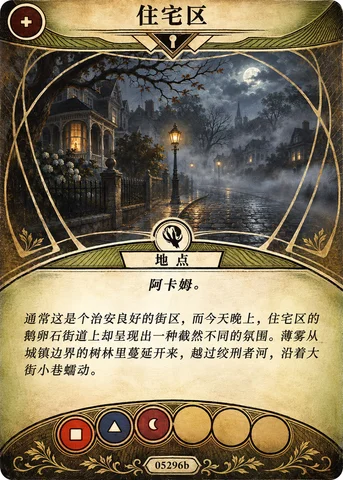 住宅区
地点
阿卡姆。
通常这是个治安良好的街区，而今天晚上，住宅区的
鹅卵石街道上却呈现出一种截然不同的氛围。薄雾从
城镇边界的树林里蔓延开来，越过绞刑者河，沿着大
街小巷蠕动。
05296b